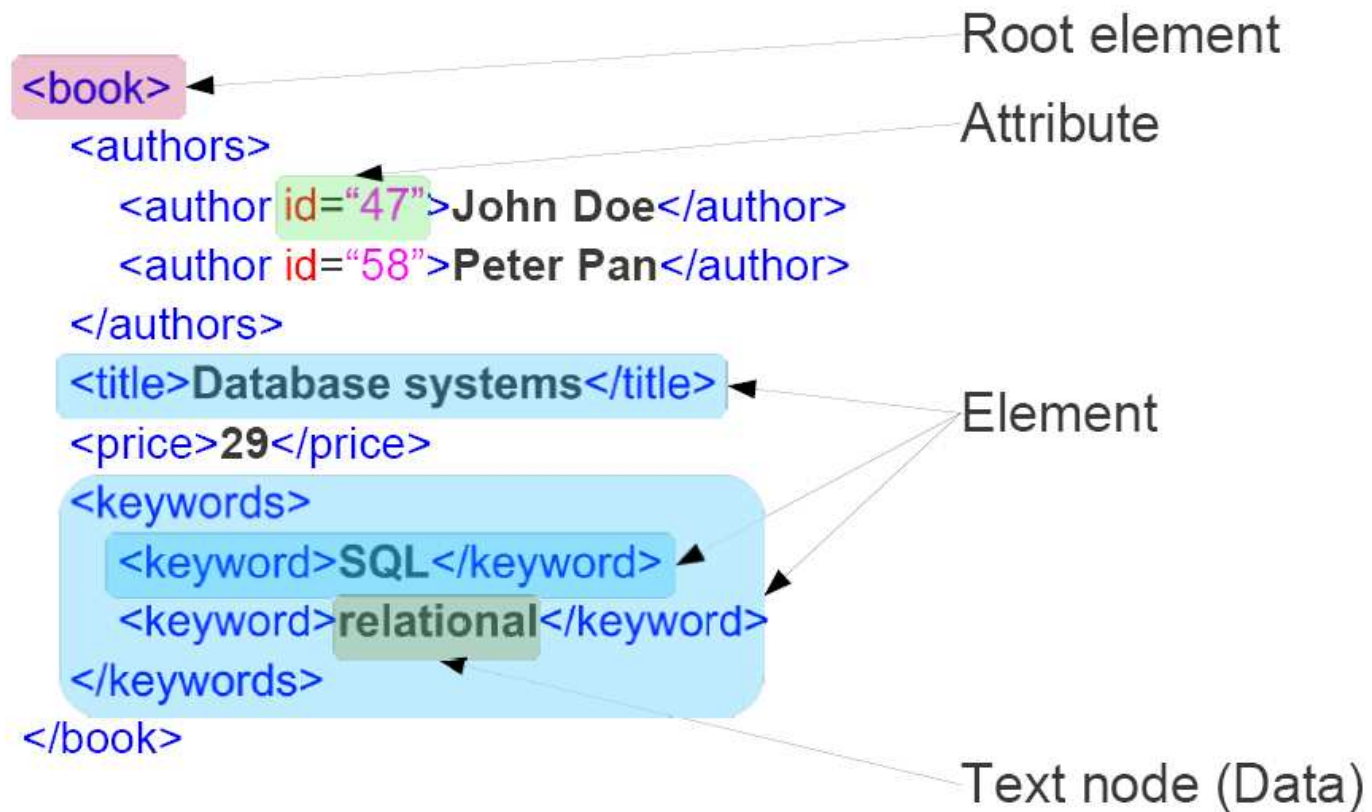 Root element
<book>
Attribute
<authors>
<author id=“47”>John Doe</author>
<author id=“58”>Peter Pan</author>
</authors>
<title>Database systems</title>
Element
<price>29</price>
<keywords>
<keyword>SQL</keyword>
<keyword>relational</keyword>
</keywords>
</book>
Text node (Data)